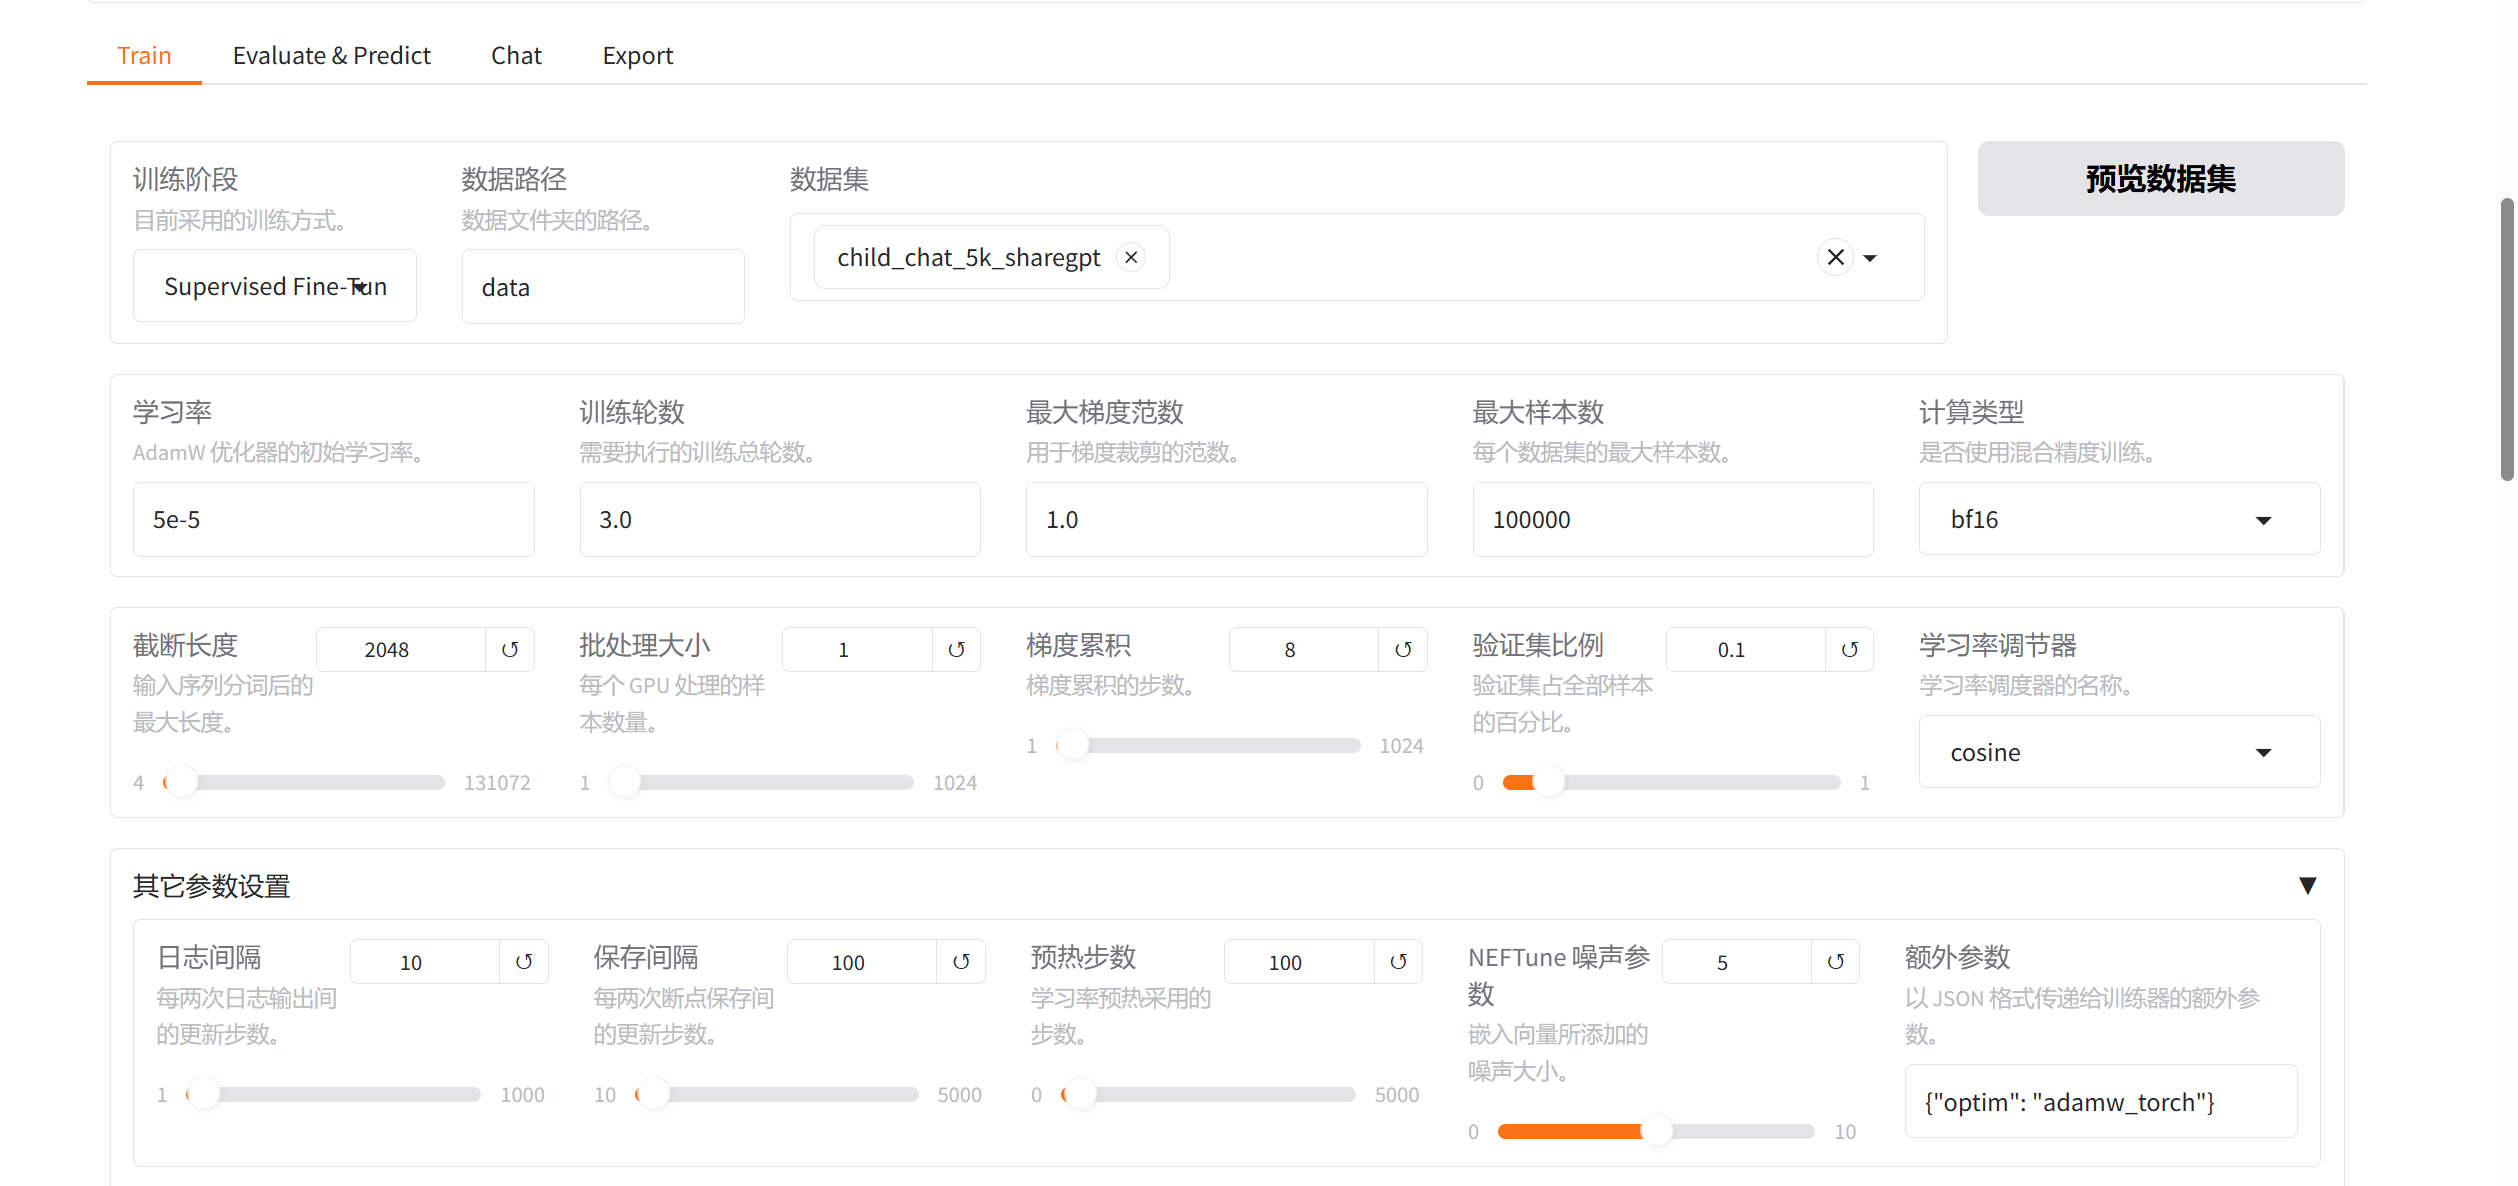 Train
Evaluate & Predict
Chat
Export
训练阶段
目前采用的训练方式。
Supervised Fine-Tun
数据路径
数据文件夹的路径。
data
数据集
child_chat_5k_sharegpt
预览数据集
学习率
AdamW 优化器的初始学习率。
5e-5
训练轮数
需要执行的训练总轮数。
3.0
最大梯度范数
用于梯度裁剪的范数。
1.0
最大样本数
每个数据集的最大样本数。
100000
计算类型
是否使用混合精度训练。
bf16
截断长度
2048
输入序列分词后的
最大长度。
4
131072
批处理大小
1
每个 GPU 处理的样
本数量。
1
1024
梯度累积
8
梯度累积的步数。
1
1024
验证集比例
0.1
验证集占全部样本
的百分比。
0
1
学习率调节器
学习率调度器的名称。
cosine
其它参数设置
日志间隔
10
每两次日志输出间
的更新步数。
1
1000
保存间隔
100
每两次断点保存间
的更新步数。
10
5000
预热步数
100
学习率预热采用的
步数。
0
5000
NEFTune 噪声参
数
5
嵌入向量所添加的
噪声大小。
0
10
额外参数
以 JSON 格式传递给训练器的额外参
数。
{"optim": "adamw_torch"}